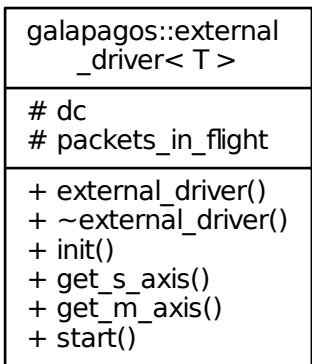 galapagos::external
_driver< T >
# dc
# packets_in_flight
+ external_driver()
+ ~external_driver()
+ init()
+ get_s_axis()
+ get_m_axis()
+ start()